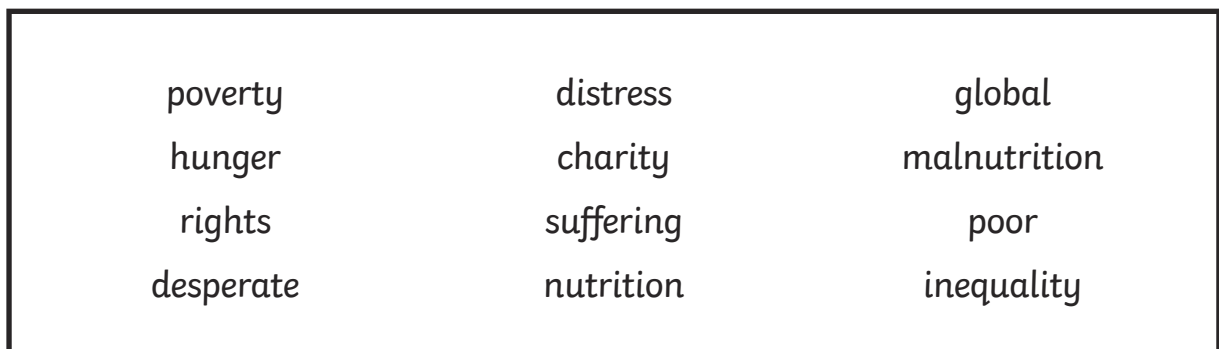 poverty distress global
hunger charity malnutrition
rights suffering poor
desperate nutrition inequality